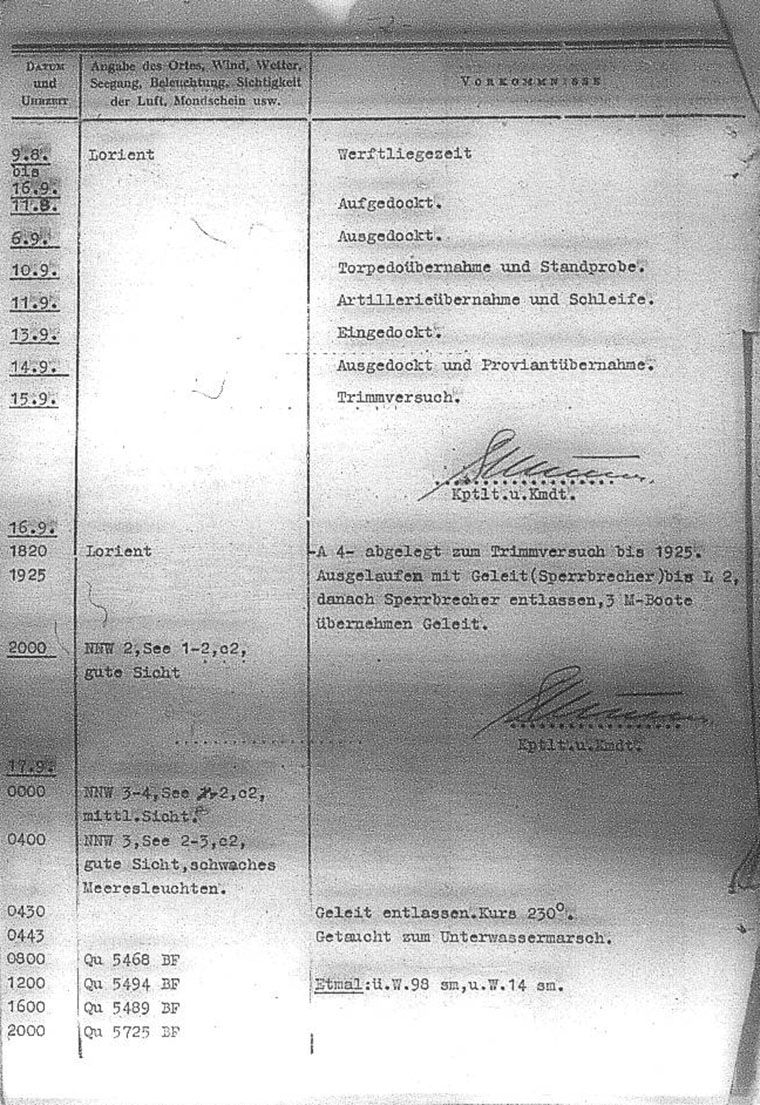 -2-
DATUM und UHRZEIT
Angabe des Ortes, Wind, Wetter, Seegang, Beleuchtung, Sichtigkeit der Luft, Mondschein usw.
VORKOMMNISSE
9.8. Lorient Werftliegezeit
bis
16.9.
11.8. Aufgedockt.
6.9. Ausgedockt.
10.9. Torpedoübernahme und Standprobe.
11.9. Artillerieübernahme und Schleife.
13.9. Eingedockt.
14.9. Ausgedockt und Proviantübernahme.
15.9. Trimmversuch.
Kptlt.u.Kmdt.
16.9.
1820 Lorient -A 4- abgelegt zum Trimmversuch bis 1925.
1925 Ausgelaufen mit Geleit(Sperrbrecher)bis L 2,
danach Sperrbrecher entlassen,3 M-Boote
übernehmen Geleit.
2000 NNW 2,See 1-2,c2,
gute Sicht
Kptlt.u.Kmdt.
17.9.
0000 NNW 3-4,See 2,c2,
mittl.Sicht.
0400 NNW 3,See 2-3,c2,
gute Sicht,schwaches
Meeresleuchten.
0430 Geleit entlassen.Kurs 230°.
0443 Getaucht zum Unterwassermarsch.
0800 Qu 5468 BF
1200 Qu 5494 BF Etmal:ü.W.98 sm,u.W.14 sm.
1600 Qu 5489 BF
2000 Qu 5725 BF